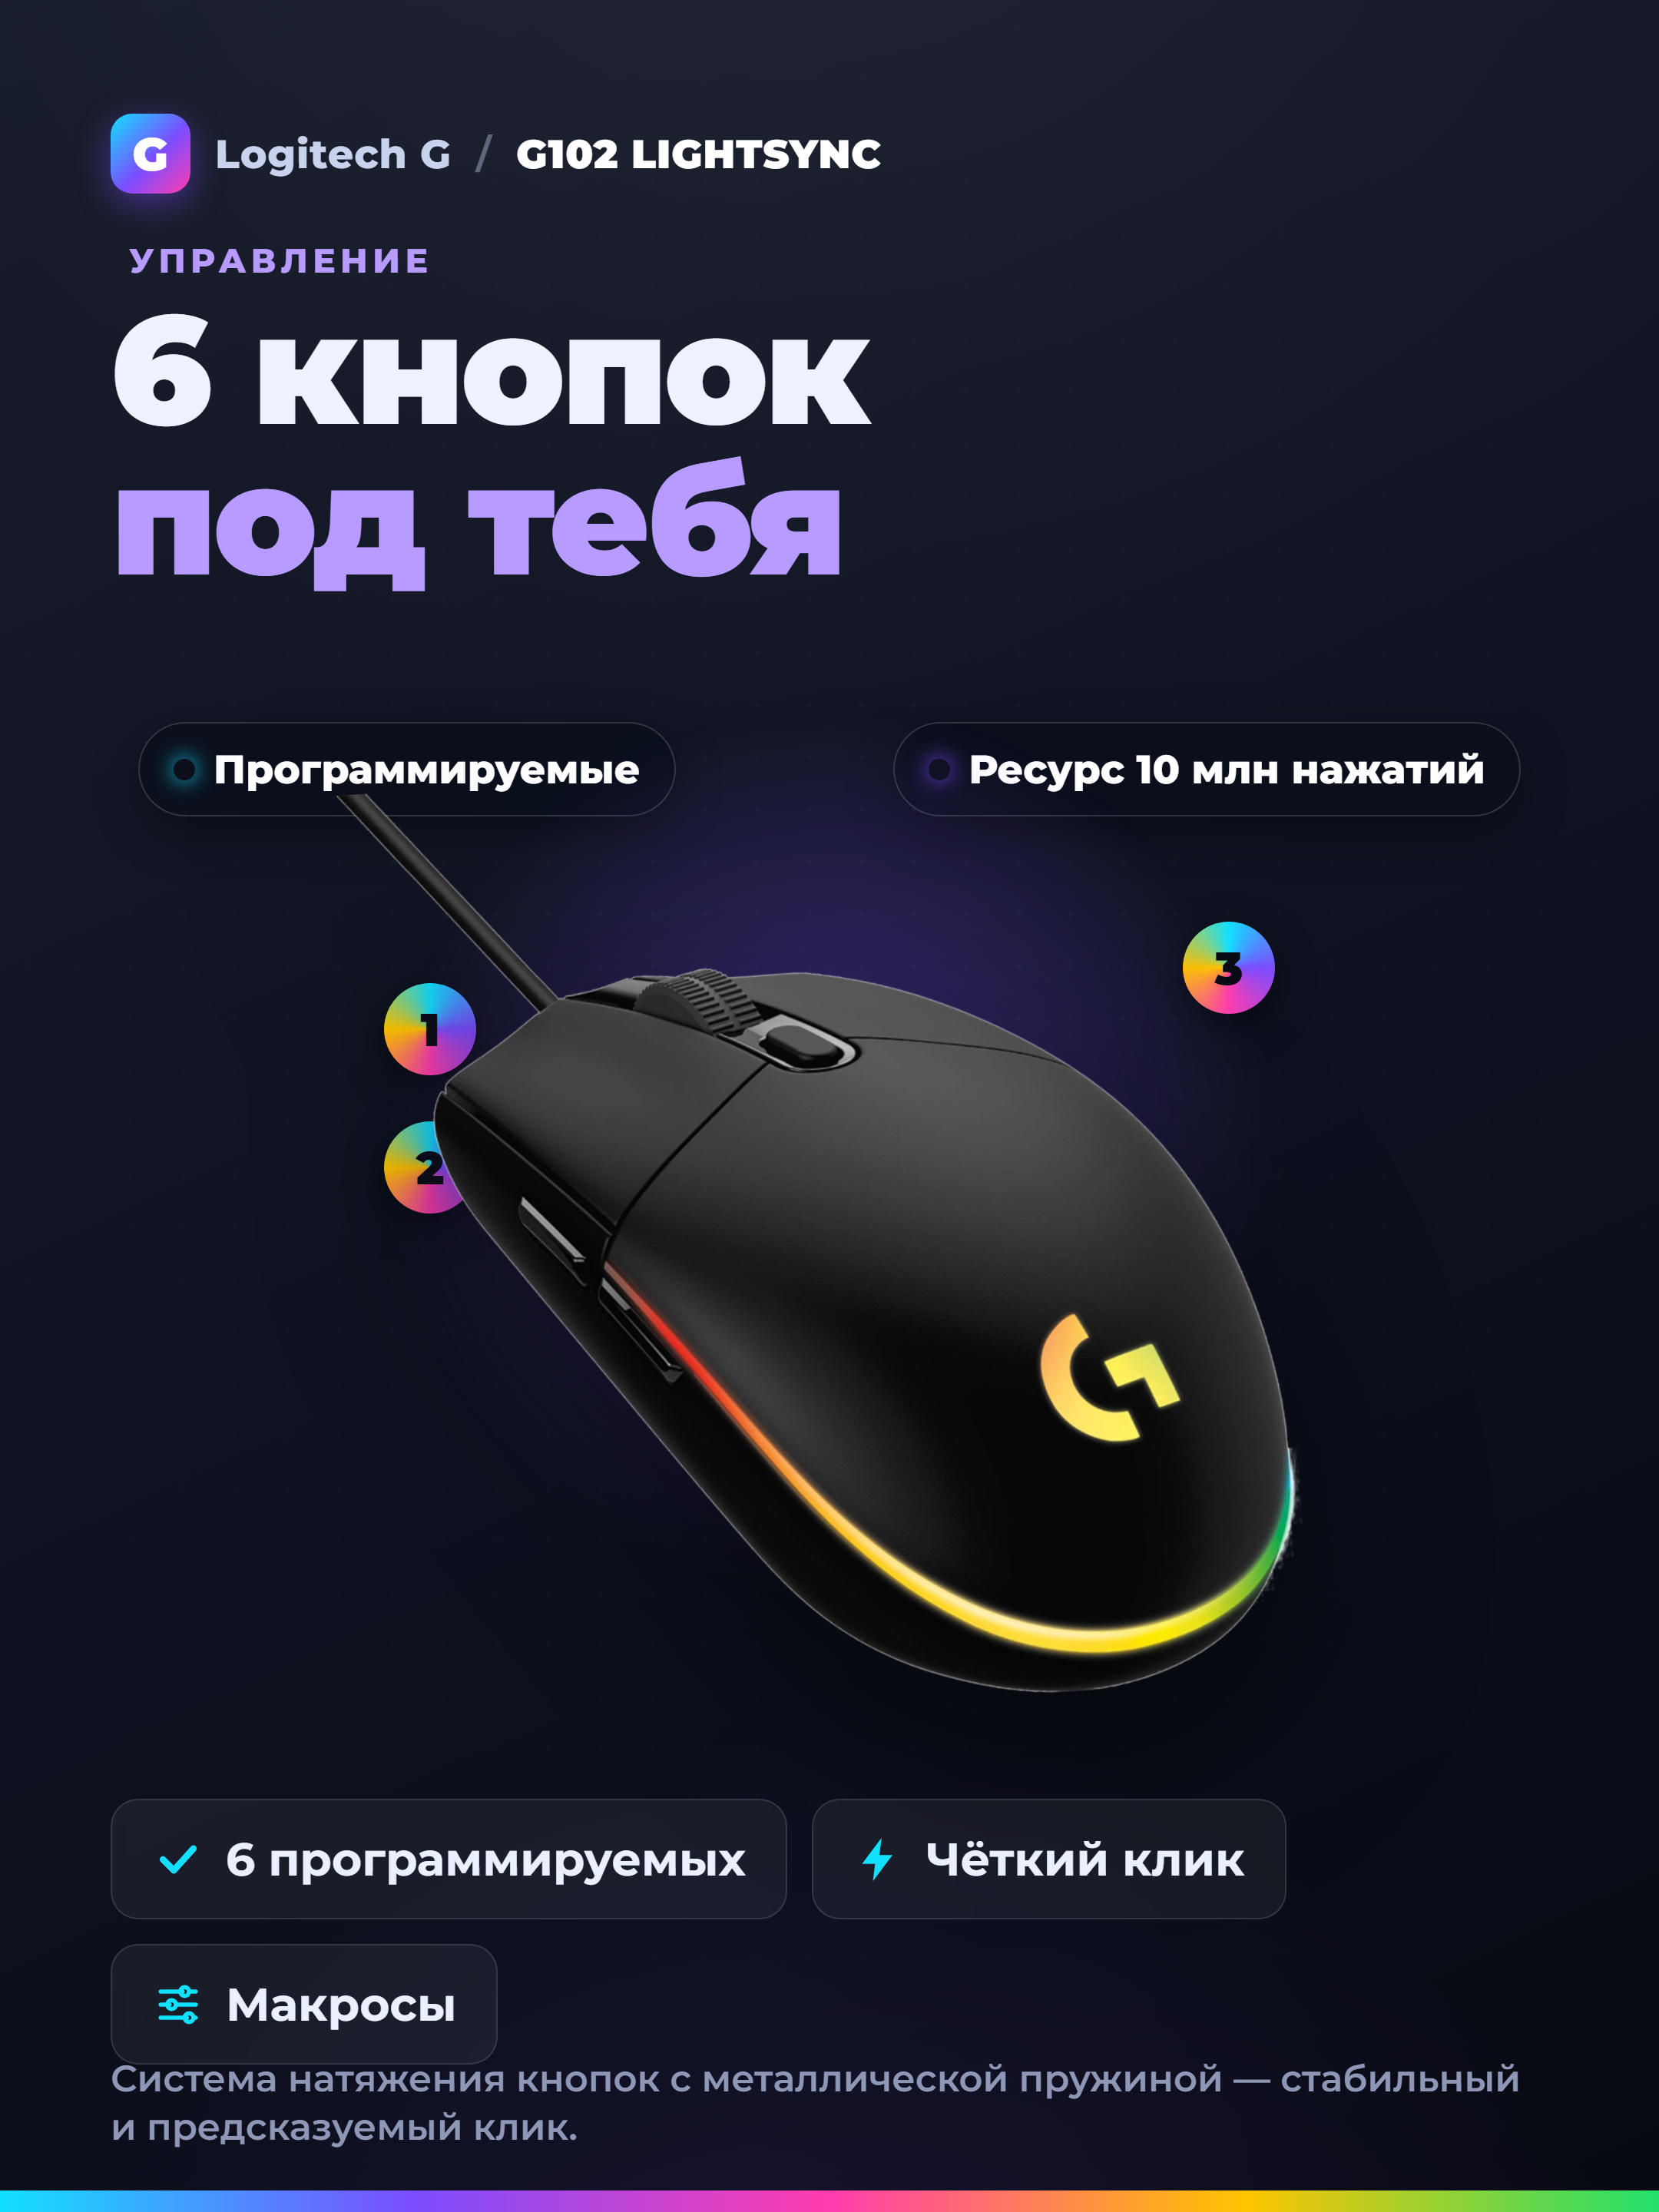 G Logitech G / G102 LIGHTSYNC
УПРАВЛЕНИЕ
6 кнопок
под тебя
Программируемые
Ресурс 10 млн нажатий
3
1
2
G
6 программируемых
Чёткий клик
Макросы
Система натяжения кнопок с металлической пружиной — стабильный
и предсказуемый клик.